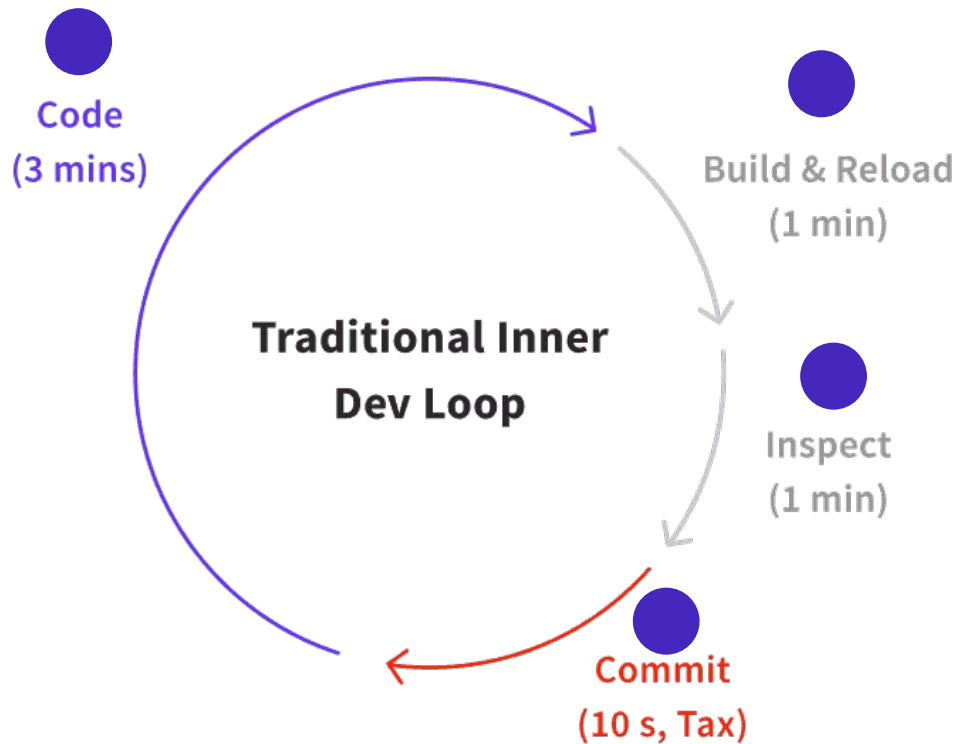 Code
(3 mins)
Build & Reload
(1 min)
Traditional Inner
Dev Loop
Inspect
(1 min)
Commit
(10 s, Tax)